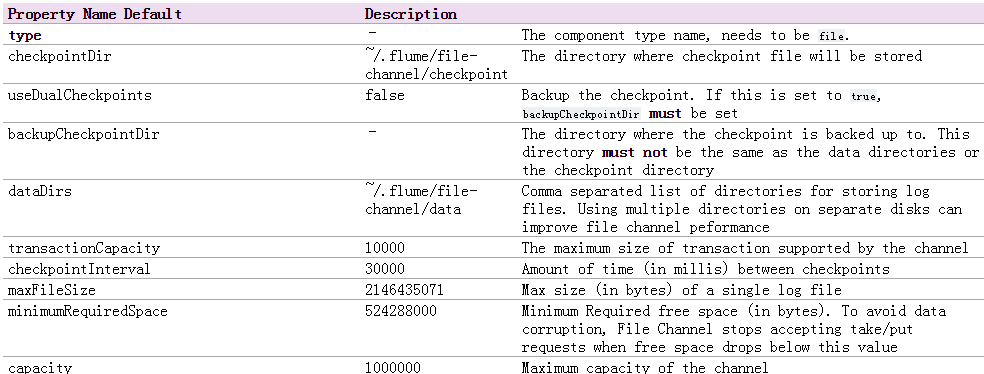 Property Name Default Description
type – The component type name, needs to be file.
checkpointDir ~/.flume/file- The directory where checkpoint file will be stored
channel/checkpoint
useDualCheckpoints false Backup the checkpoint. If this is set to true,
backupCheckpointDir must be set
backupCheckpointDir – The directory where the checkpoint is backed up to. This
directory must not be the same as the data directories or
the checkpoint directory
dataDirs ~/.flume/file- Comma separated list of directories for storing log
channel/data files. Using multiple directories on separate disks can
improve file channel peformance
transactionCapacity 10000 The maximum size of transaction supported by the channel
checkpointInterval 30000 Amount of time (in millis) between checkpoints
maxFileSize 2146435071 Max size (in bytes) of a single log file
minimumRequiredSpace 524288000 Minimum Required free space (in bytes). To avoid data
corruption, File Channel stops accepting take/put
requests when free space drops below this value
capacity 1000000 Maximum capacity of the channel